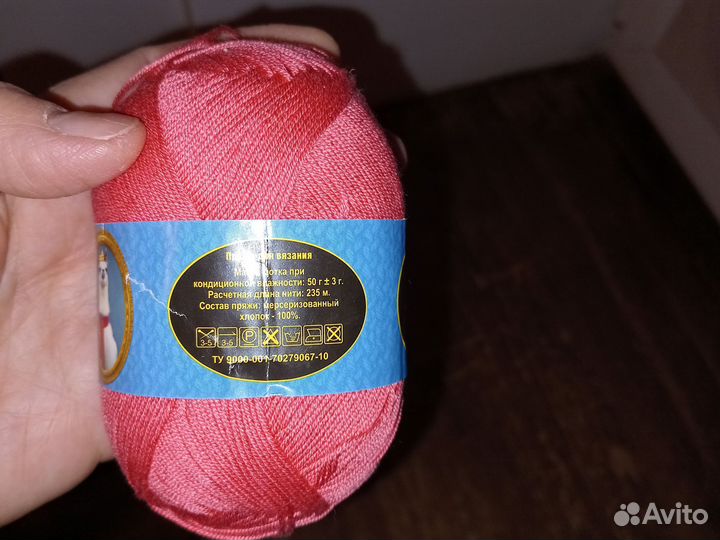 вязания
при
кондиционной влажности: 50 г ± 3 г.
Расчетная длина нити: 235 м.
Состав пряжи: мерсеризованный
хлопок - 100%.
3-5 3-5 P
ТУ 9000-001-70279067-10
Avito